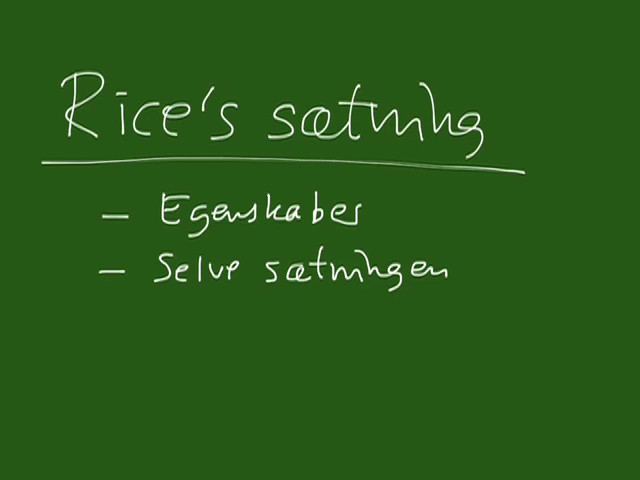 Rice's sætning
– Egenskaber
– Selve sætningen